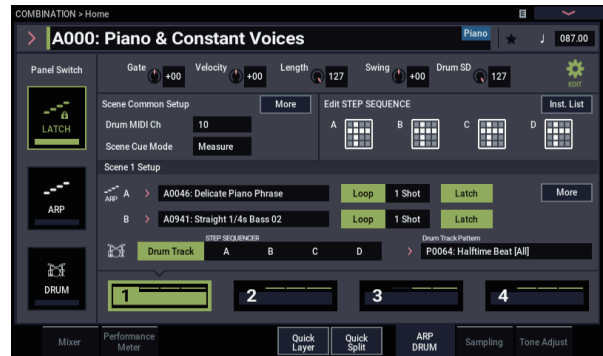 COMBINATION > Home
E
A000: Piano & Constant Voices
Piano
♩ 087.00
Panel Switch
Gate +00 Velocity +00 Length 127 Swing +00 Drum SD 127
EDIT
LATCH
ARP
DRUM
Scene Common Setup More
Drum MIDI Ch 10
Scene Cue Mode Measure
Edit STEP SEQUENCE Inst. List
A B C D
Scene 1 Setup
ARP A A0046: Delicate Piano Phrase Loop 1 Shot Latch More
B A0941: Straight 1/4s Bass 02 Loop 1 Shot Latch
STEP SEQUENCER Drum Track Pattern
Drum Track A B C D P0064: Halftime Beat [All]
1 2 3 4
Mixer
Performance
Meter
Quick
Layer
Quick
Split
ARP
DRUM
Sampling
Tone Adjust